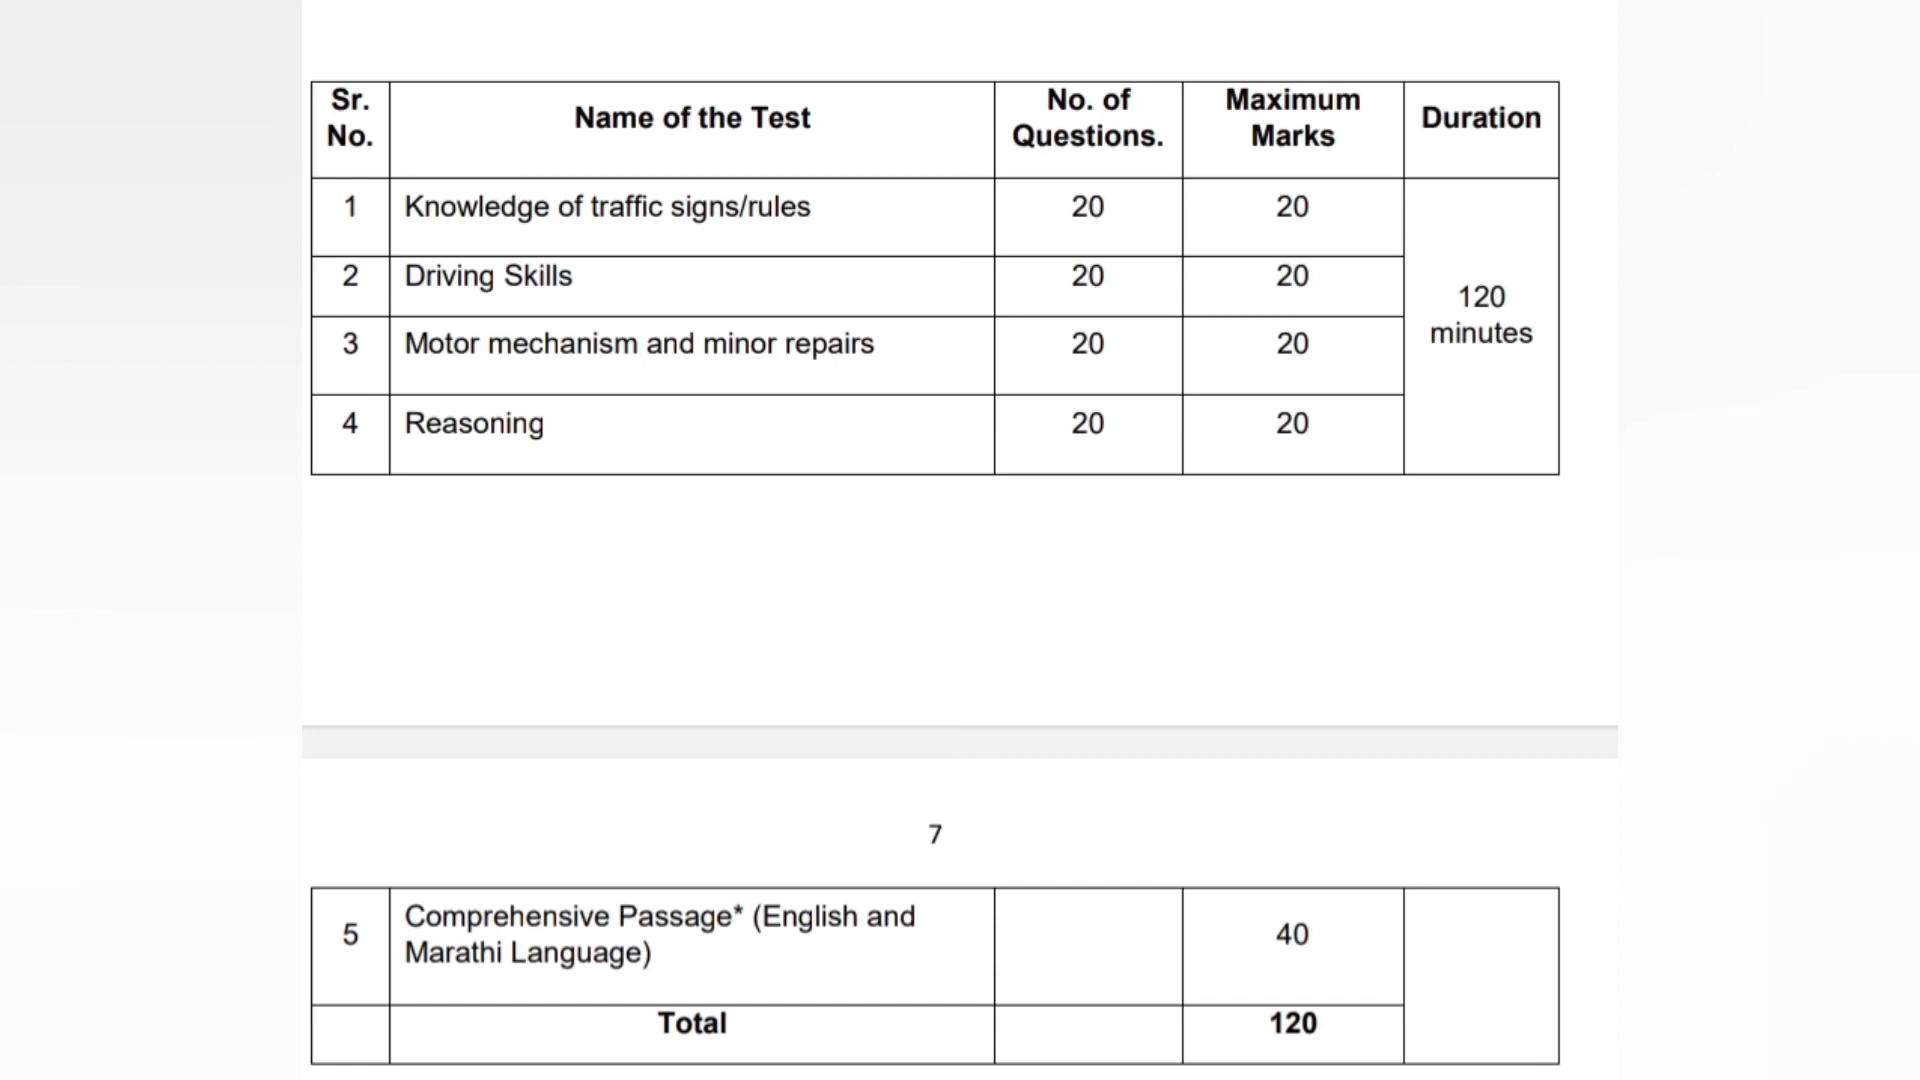 Sr. No. Name of the Test No. of Questions. Maximum Marks Duration
1 Knowledge of traffic signs/rules 20 20 120 minutes
2 Driving Skills 20 20
3 Motor mechanism and minor repairs 20 20
4 Reasoning 20 20
7
5 Comprehensive Passage* (English and Marathi Language) 40
Total 120